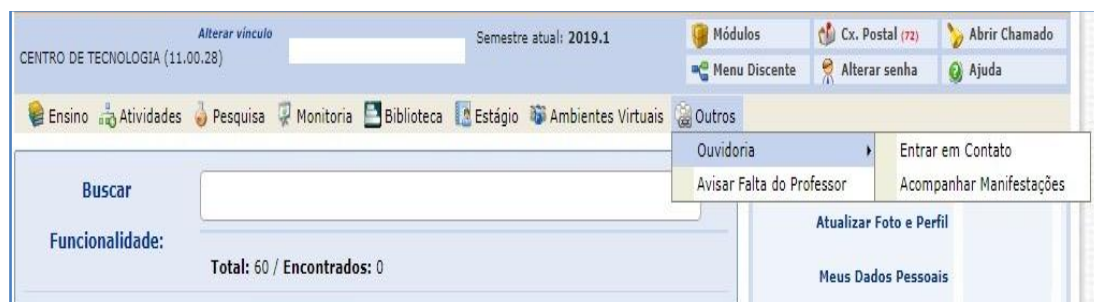 Alterar vínculo
CENTRO DE TECNOLOGIA (11.00.28)
Semestre atual: 2019.1
Módulos
Cx. Postal (72)
Abrir Chamado
Menu Discente
Alterar senha
Ajuda
Ensino Atividades Pesquisa Monitoria Biblioteca Estágio Ambientes Virtuais Outros
Ouvidoria
Entrar em Contato
Avisar Falta do Professor
Acompanhar Manifestações
Buscar
Funcionalidade:
Total: 60 / Encontrados: 0
Atualizar Foto e Perfil
Meus Dados Pessoais